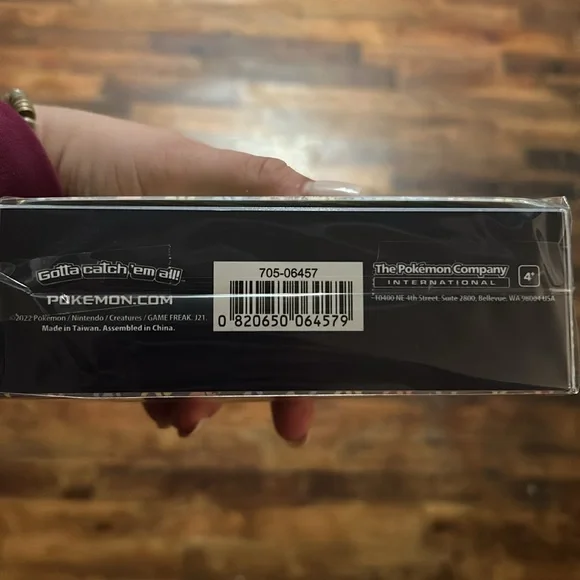 Gotta catch 'em all!™
POKEMON.COM
©2022 Pokémon / Nintendo / Creatures / GAME FREAK. J21.
Made in Taiwan. Assembled in China.
705-06457
0 820650 064579
The Pokémon Company
INTERNATIONAL
4+
10400 NE 4th Street, Suite 2800, Bellevue, WA 98004 USA